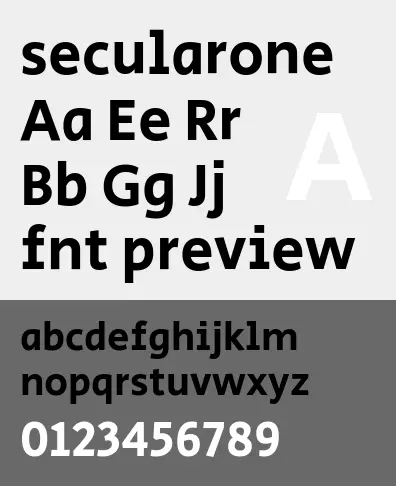 secularone
Aa Ee Rr
A
Bb Gg Jj
fnt preview
abcdefghijklm
nopqrstuvwxyz
0123456789